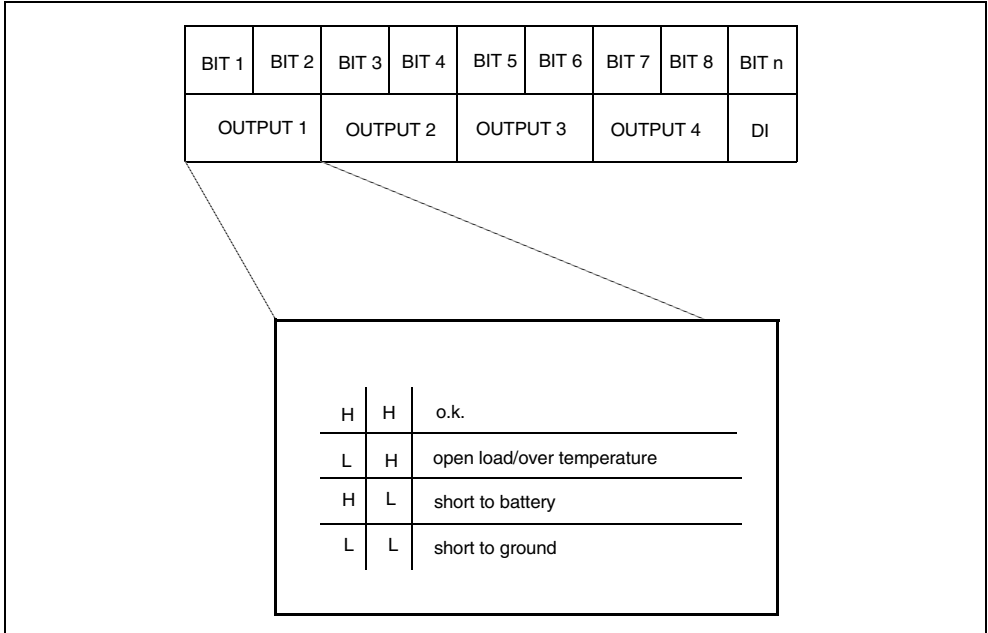 BIT 1 BIT 2 BIT 3 BIT 4 BIT 5 BIT 6 BIT 7 BIT 8 BIT n
OUTPUT 1 OUTPUT 2 OUTPUT 3 OUTPUT 4 DI
H H o.k.
L H open load/over temperature
H L short to battery
L L short to ground